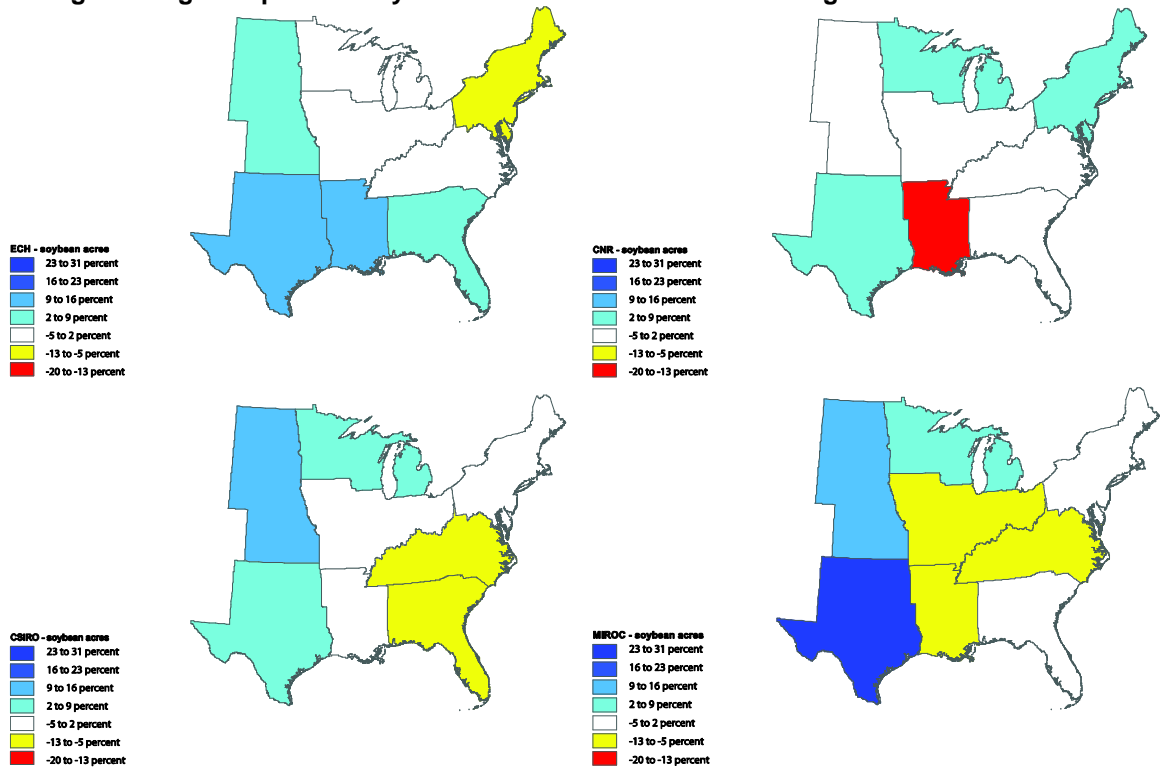 ECH - soybean acres
23 to 31 percent
16 to 23 percent
9 to 16 percent
2 to 9 percent
-5 to 2 percent
-13 to -5 percent
-20 to -13 percent
CNR - soybean acres
23 to 31 percent
16 to 23 percent
9 to 16 percent
2 to 9 percent
-5 to 2 percent
-13 to -5 percent
-20 to -13 percent
CSIRO - soybean acres
23 to 31 percent
16 to 23 percent
9 to 16 percent
2 to 9 percent
-5 to 2 percent
-13 to -5 percent
-20 to -13 percent
MIROC - soybean acres
23 to 31 percent
16 to 23 percent
9 to 16 percent
2 to 9 percent
-5 to 2 percent
-13 to -5 percent
-20 to -13 percent